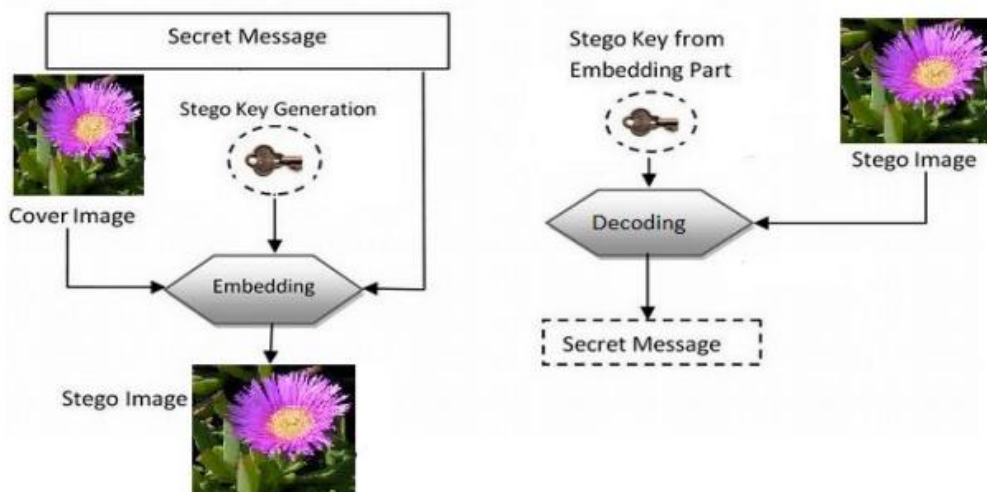 Secret Message
Stego Key Generation
Cover Image
Embedding
Stego Image
Stego Key from
Embedding Part
Stego Image
Decoding
Secret Message